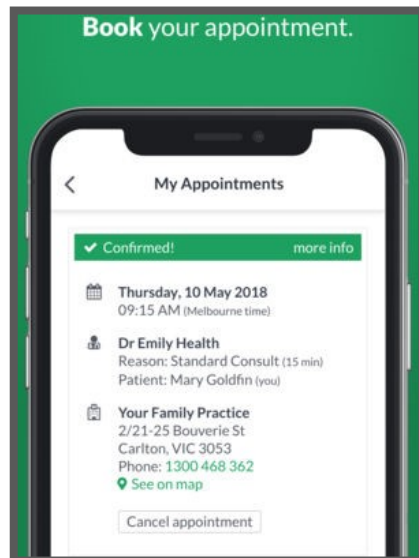 Book your appointment.
My Appointments
Confirmed! more info
Thursday, 10 May 2018
09:15 AM (Melbourne time)
Dr Emily Health
Reason: Standard Consult (15 min)
Patient: Mary Goldfin (you)
Your Family Practice
2/21-25 Bouverie St
Carlton, VIC 3053
Phone: 1300 468 362
See on map
Cancel appointment